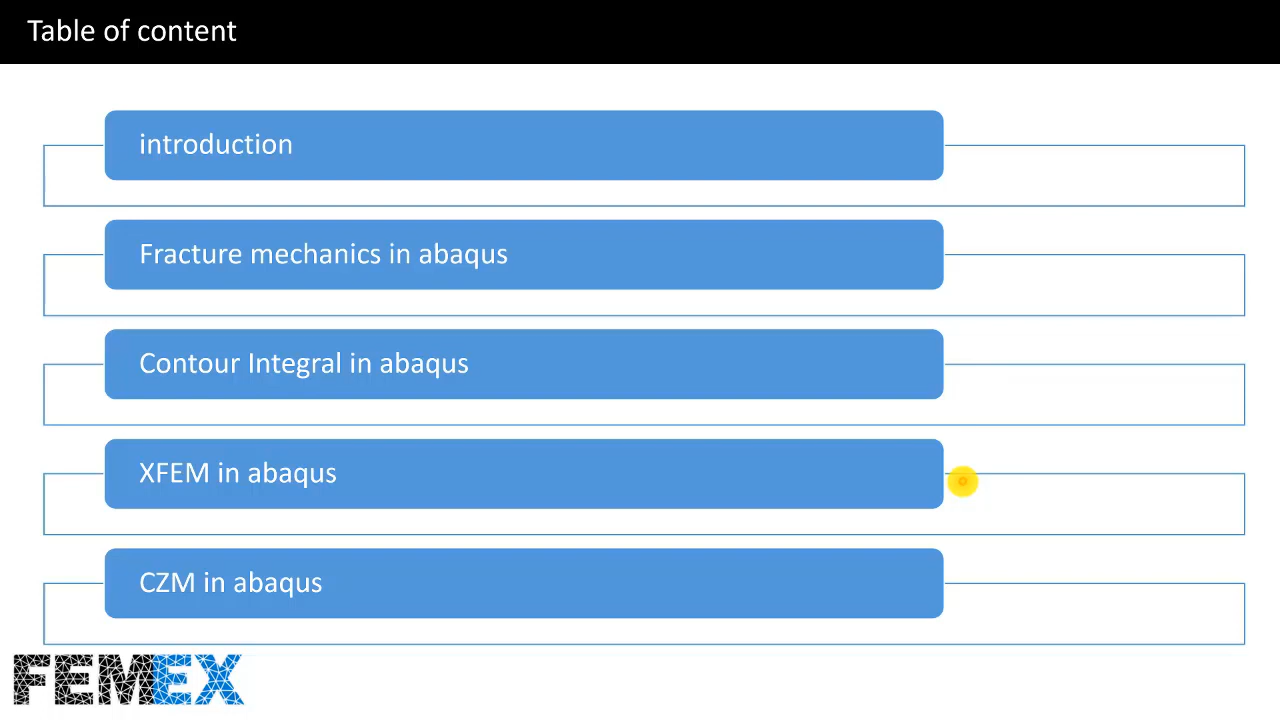 Table of content
introduction
Fracture mechanics in abaqus
Contour Integral in abaqus
XFEM in abaqus
CZM in abaqus
FEMEX